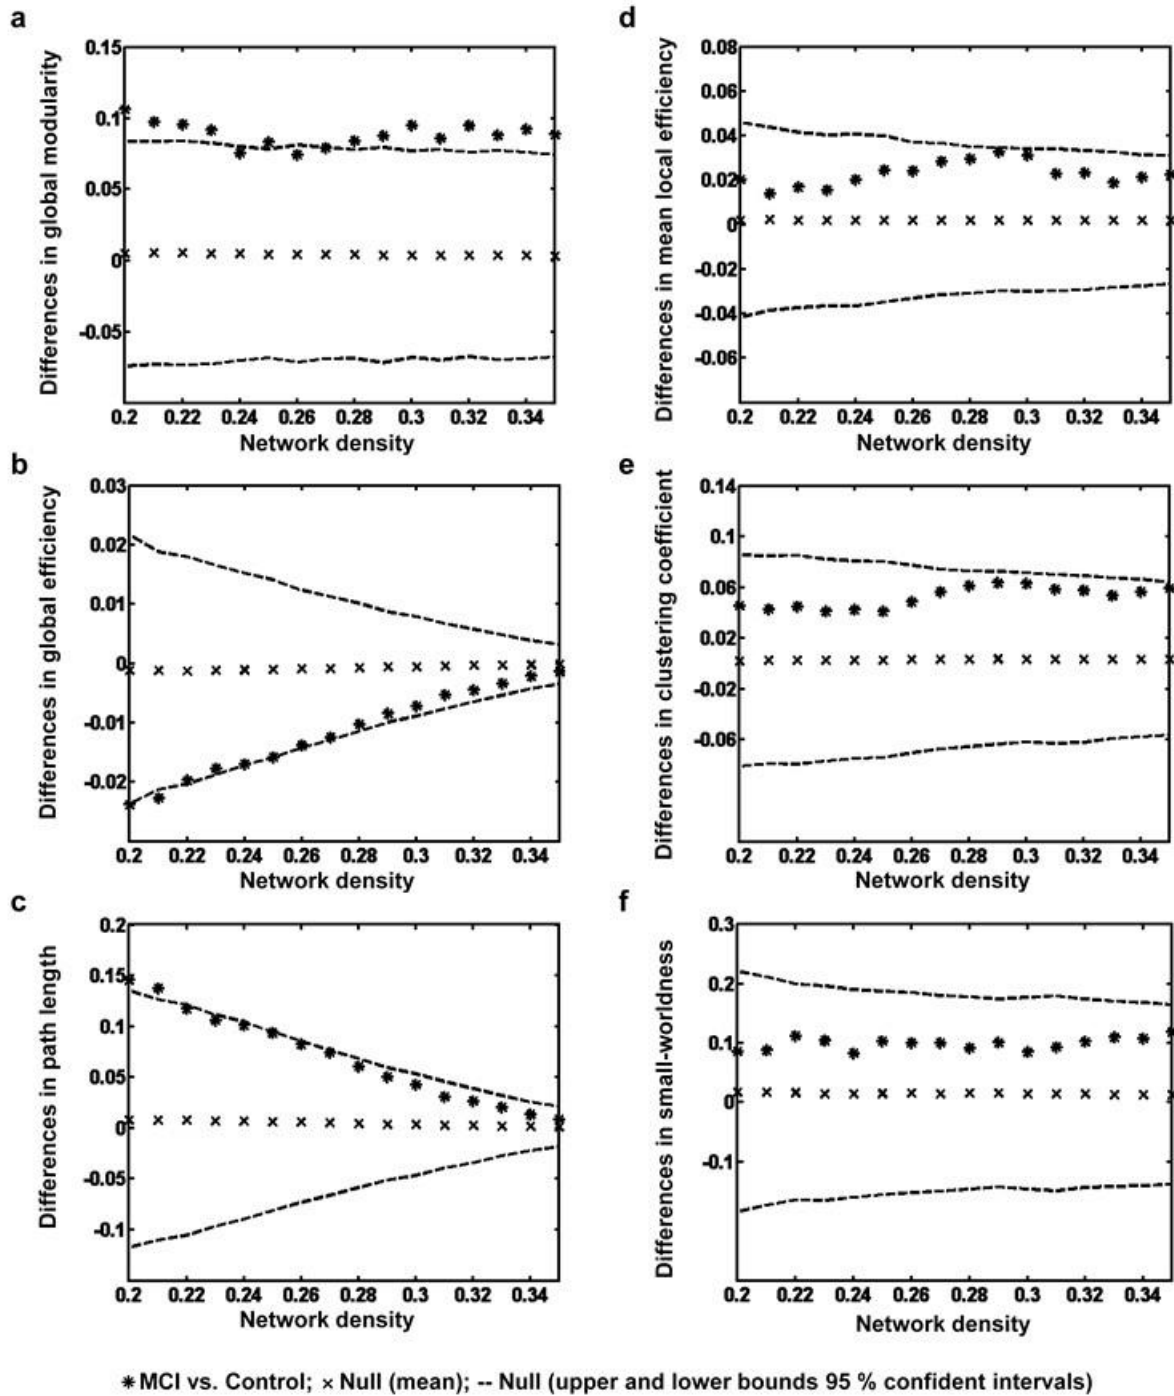 a
0.15
0.1
0.05
0
-0.05
Differences in global modularity
0.2 0.22 0.24 0.26 0.28 0.3 0.32 0.34
Network density
b
0.03
0.02
0.01
0
-0.01
-0.02
Differences in global efficiency
0.2 0.22 0.24 0.26 0.28 0.3 0.32 0.34
Network density
c
0.2
0.15
0.1
0.05
0
-0.05
-0.1
Differences in path length
0.2 0.22 0.24 0.26 0.28 0.3 0.32 0.34
Network density
d
0.08
0.06
0.04
0.02
0
-0.02
-0.04
-0.06
Differences in mean local efficiency
0.2 0.22 0.24 0.26 0.28 0.3 0.32 0.34
Network density
e
0.14
0.1
0.06
0.02
-0.02
-0.06
Differences in clustering coefficient
0.2 0.22 0.24 0.26 0.28 0.3 0.32 0.34
Network density
f
0.3
0.2
0.1
0
-0.1
Differences in small-worldness
0.2 0.22 0.24 0.26 0.28 0.3 0.32 0.34
Network density
* MCI vs. Control; × Null (mean); -- Null (upper and lower bounds 95 % confident intervals)